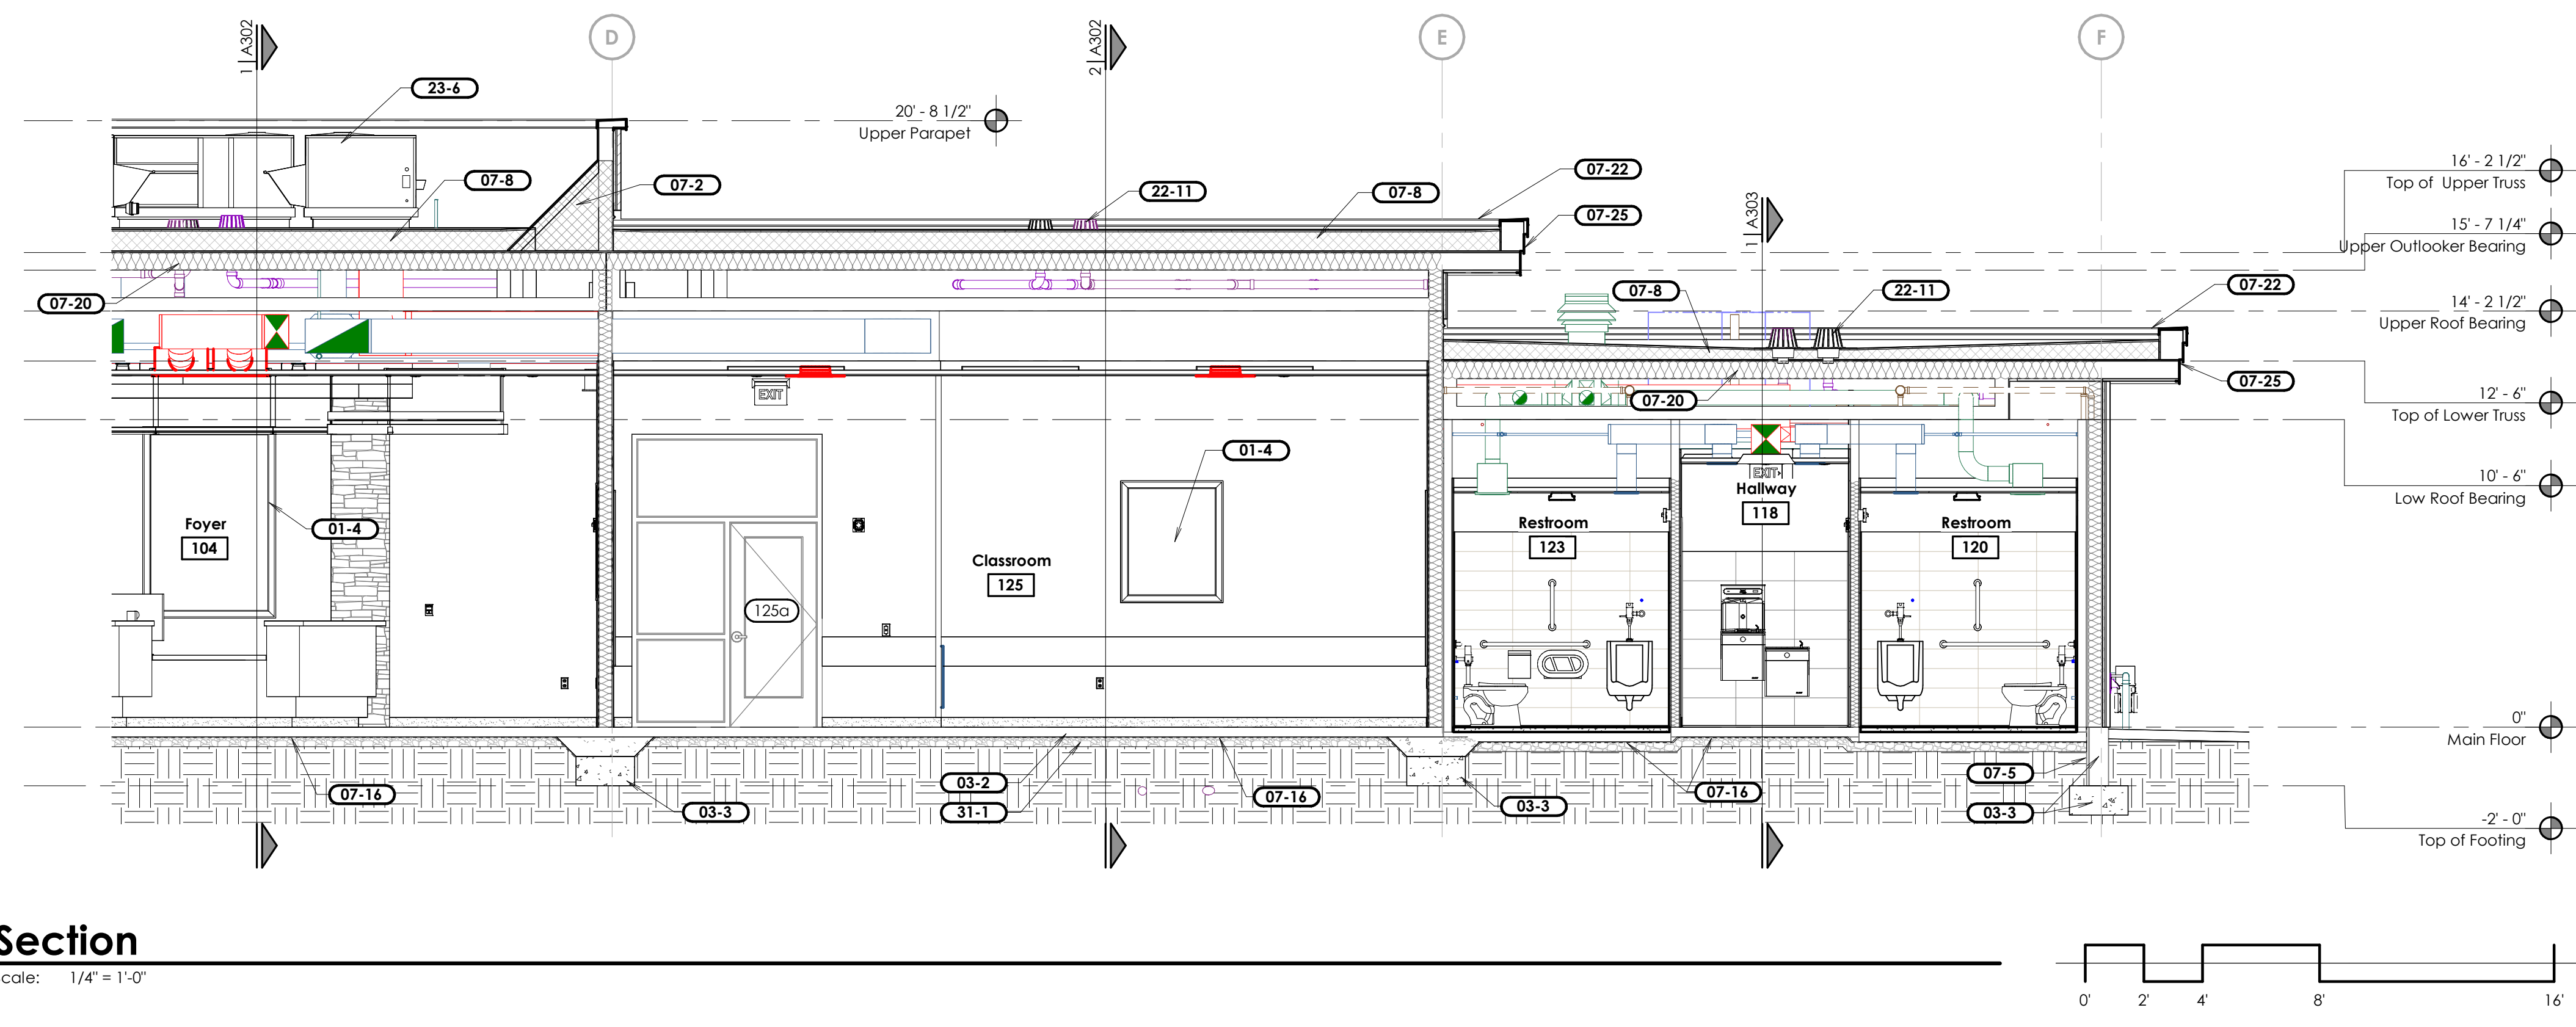 1 | A302
D
2 | A302
E
F
23-6
20' - 8 1/2"
Upper Parapet
07-8
07-2
22-11
07-8
07-22
07-25
1 | A303
16' - 2 1/2"
Top of Upper Truss
15' - 7 1/4"
Upper Outlooker Bearing
07-20
07-8
22-11
07-22
14' - 2 1/2"
Upper Roof Bearing
EXIT
07-20
07-25
12' - 6"
Top of Lower Truss
01-4
EXIT
10' - 6"
Low Roof Bearing
Foyer
104
01-4
Classroom
125
125a
Restroom
123
Hallway
118
Restroom
120
0"
Main Floor
07-16
03-3
03-2
31-1
07-16
03-3
07-16
07-5
03-3
-2' - 0"
Top of Footing
Section
cale: 1/4" = 1'-0"
0' 2' 4' 8' 16'